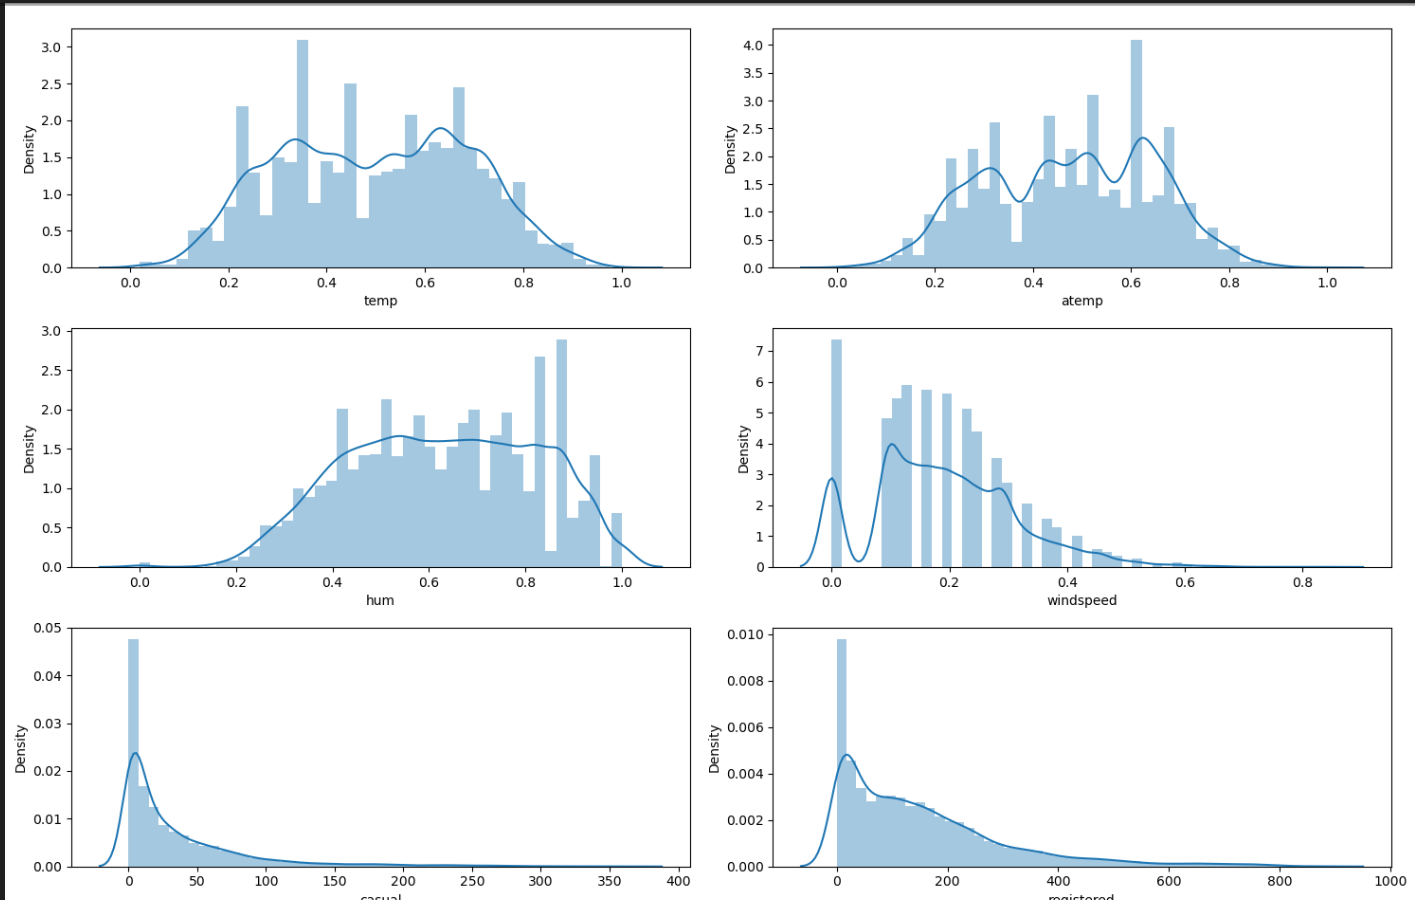 3.0
2.5
2.0
1.5
1.0
0.5
0.0
Density
0.0 0.2 0.4 0.6 0.8 1.0
temp
4.0
3.5
3.0
2.5
2.0
1.5
1.0
0.5
0.0
Density
0.0 0.2 0.4 0.6 0.8 1.0
atemp
3.0
2.5
2.0
1.5
1.0
0.5
0.0
Density
0.0 0.2 0.4 0.6 0.8 1.0
hum
7
6
5
4
3
2
1
0
Density
0.0 0.2 0.4 0.6 0.8
windspeed
0.05
0.04
0.03
0.02
0.01
0.00
Density
0 50 100 150 200 250 300 350 400
casual
0.010
0.008
0.006
0.004
0.002
0.000
Density
0 200 400 600 800 1000
registered